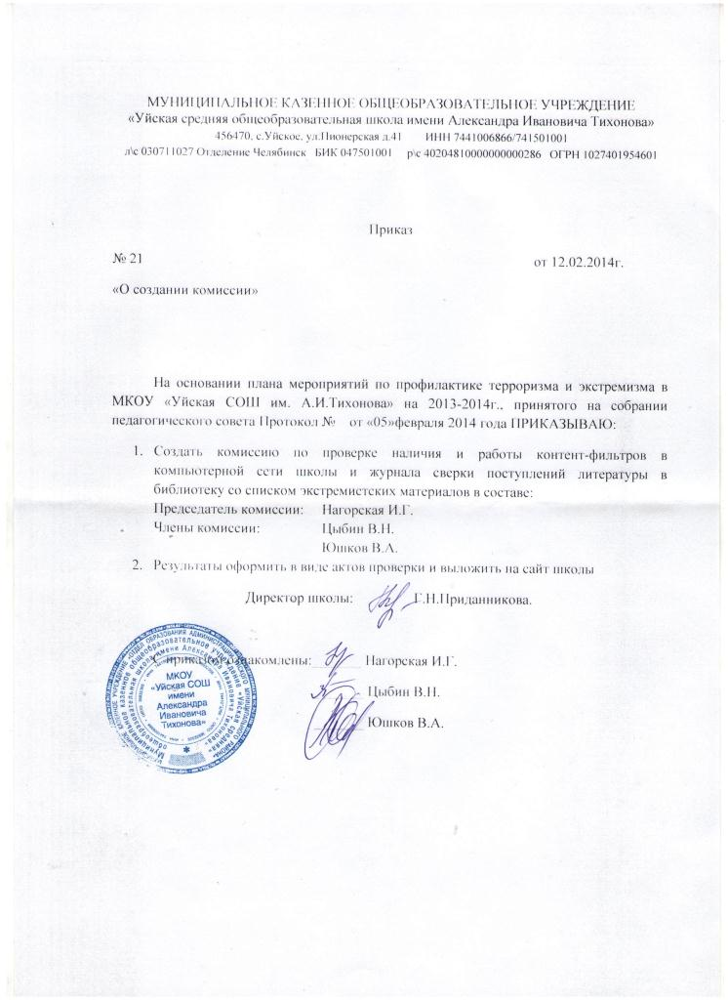 МУНИЦИПАЛЬНОЕ КАЗЕННОЕ ОБЩЕОБРАЗОВАТЕЛЬНОЕ УЧРЕЖДЕНИЕ
«Уйская средняя общеобразовательная школа имени Александра Ивановича Тихонова»
456470, с.Уйское, ул.Пионерская д.41 ИНН 7441006866/741501001
л\с 030711027 Отделение Челябинск БИК 047501001 р\с 40204810000000000286 ОГРН 1027401954601
Приказ
№ 21 от 12.02.2014г.
«О создании комиссии»
На основании плана мероприятий по профилактике терроризма и экстремизма в
МКОУ «Уйская СОШ им. А.И.Тихонова» на 2013-2014г., принятого на собрании
педагогического совета Протокол № от «05»февраля 2014 года ПРИКАЗЫВАЮ:
1. Создать комиссию по проверке наличия и работы контент-фильтров в
компьютерной сети школы и журнала сверки поступлений литературы в
библиотеку со списком экстремистских материалов в составе:
Председатель комиссии: Нагорская И.Г.
Члены комиссии: Цыбин В.Н.
Юшков В.А.
2. Результаты оформить в виде актов проверки и выложить на сайт школы
Директор школы: Г.Н.Приданникова.
С приказом ознакомлены: Нагорская И.Г.
Цыбин В.Н.
Юшков В.А.
МКОУ
«Уйская СОШ
имени
Александра
Ивановича
Тихонова»